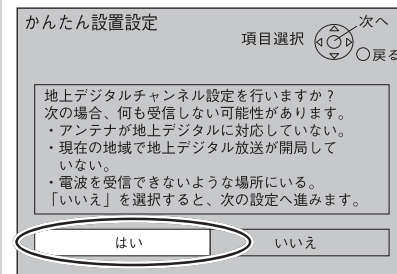 かんたん設置設定
項目選択
次へ
戻る
地上デジタルチャンネル設定を行いますか？
次の場合、何も受信しない可能性があります。
・アンテナが地上デジタルに対応していない。
・現在の地域で地上デジタル放送が開局して
いない。
・電波を受信できないような場所にいる。
「いいえ」を選択すると、次の設定へ進みます。
はい
いいえ